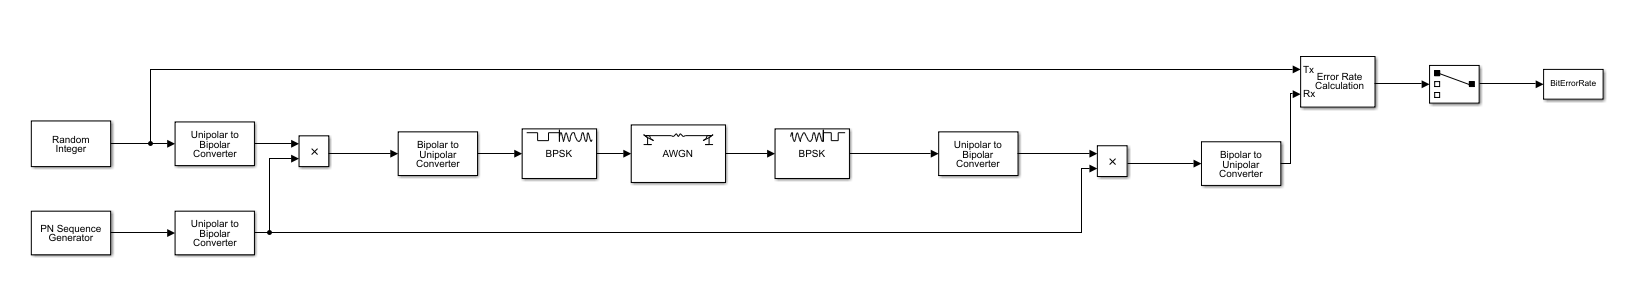 Tx
Error Rate
Calculation
Rx
BitErrorRate
Random
Integer
Unipolar to
Bipolar
Converter
×
Bipolar to
Unipolar
Converter
BPSK
AWGN
BPSK
Unipolar to
Bipolar
Converter
×
Bipolar to
Unipolar
Converter
PN Sequence
Generator
Unipolar to
Bipolar
Converter